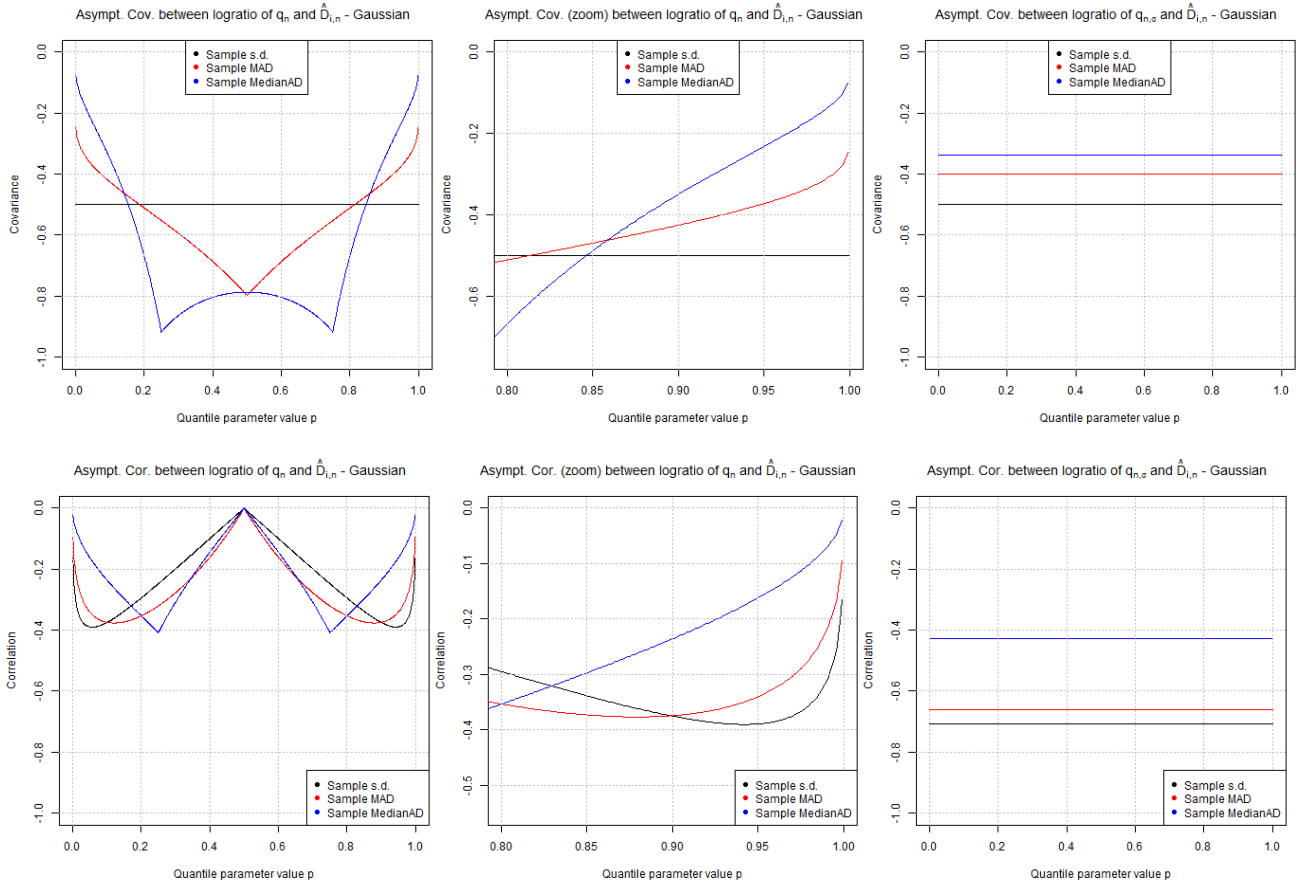 Asympt. Cov. between logratio of qn and D̂i,n - Gaussian
Sample s.d.
Sample MAD
Sample MedianAD
Covariance
0.0
-0.2
-0.4
-0.6
-0.8
-1.0
0.0 0.2 0.4 0.6 0.8 1.0
Quantile parameter value p
Asympt. Cov. (zoom) between logratio of qn and D̂i,n - Gaussian
Sample s.d.
Sample MAD
Sample MedianAD
Covariance
0.0
-0.2
-0.4
-0.6
0.80 0.85 0.90 0.95 1.00
Quantile parameter value p
Asympt. Cov. between logratio of qn,σ and D̂i,n - Gaussian
Sample s.d.
Sample MAD
Sample MedianAD
Covariance
0.0
-0.2
-0.4
-0.6
-0.8
-1.0
0.0 0.2 0.4 0.6 0.8 1.0
Quantile parameter value p
Asympt. Cor. between logratio of qn and D̂i,n - Gaussian
Correlation
0.0
-0.2
-0.4
-0.6
-0.8
-1.0
Sample s.d.
Sample MAD
Sample MedianAD
0.0 0.2 0.4 0.6 0.8 1.0
Quantile parameter value p
Asympt. Cor. (zoom) between logratio of qn and D̂i,n - Gaussian
Correlation
0.0
-0.1
-0.2
-0.3
-0.4
-0.5
Sample s.d.
Sample MAD
Sample MedianAD
0.80 0.85 0.90 0.95 1.00
Quantile parameter value p
Asympt. Cor. between logratio of qn,σ and D̂i,n - Gaussian
Correlation
0.0
-0.2
-0.4
-0.6
-0.8
-1.0
Sample s.d.
Sample MAD
Sample MedianAD
0.0 0.2 0.4 0.6 0.8 1.0
Quantile parameter value p